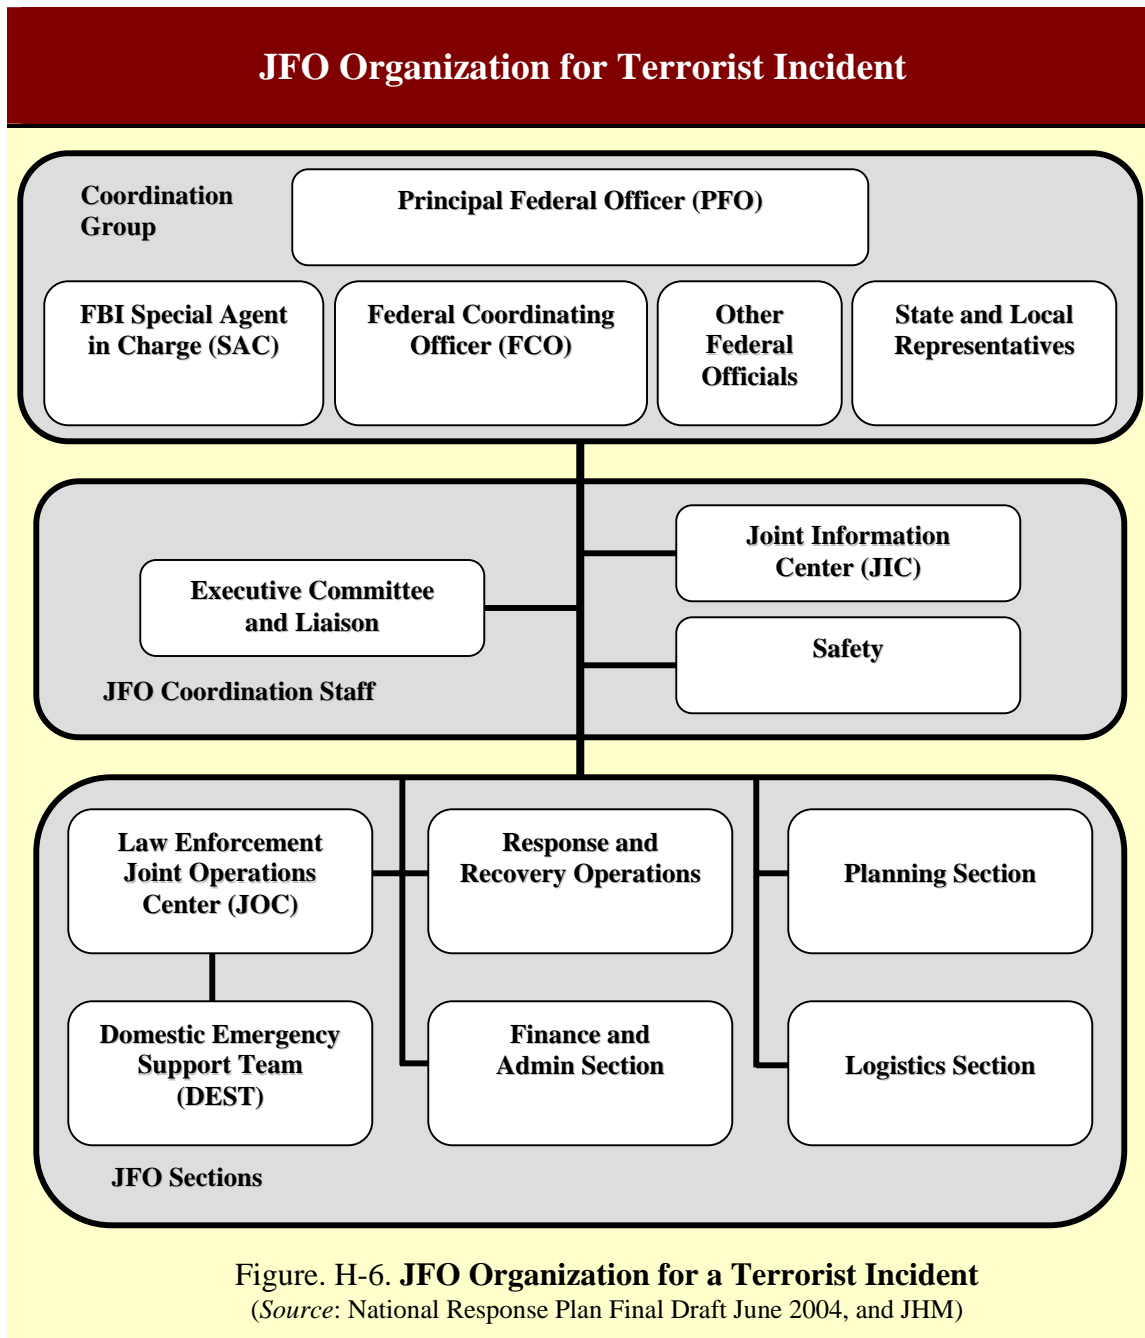 JFO Organization for Terrorist Incident
Coordination
Group
Principal Federal Officer (PFO)
FBI Special Agent
in Charge (SAC)
Federal Coordinating
Officer (FCO)
Other
Federal
Officials
State and Local
Representatives
Joint Information
Center (JIC)
Executive Committee
and Liaison
Safety
JFO Coordination Staff
Law Enforcement
Joint Operations
Center (JOC)
Response and
Recovery Operations
Planning Section
Domestic Emergency
Support Team
(DEST)
Finance and
Admin Section
Logistics Section
JFO Sections
Figure. H-6. JFO Organization for a Terrorist Incident
(Source: National Response Plan Final Draft June 2004, and JHM)